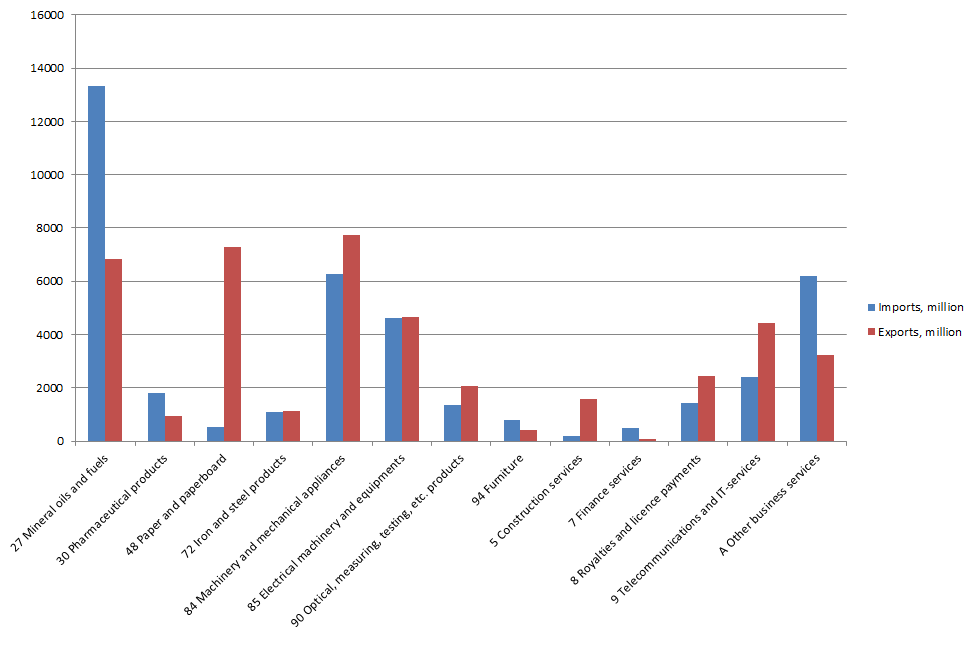 16000
14000
12000
10000
8000
6000
4000
2000
0
27 Mineral oils and fuels
30 Pharmaceutical products
48 Paper and paperboard
72 Iron and steel products
84 Machinery and mechanical appliances
85 Electrical machinery and equipments
90 Optical, measuring, testing, etc. products
94 Furniture
5 Construction services
7 Finance services
8 Royalties and licence payments
9 Telecommunications and IT-services
A Other business services
Imports, million
Exports, million